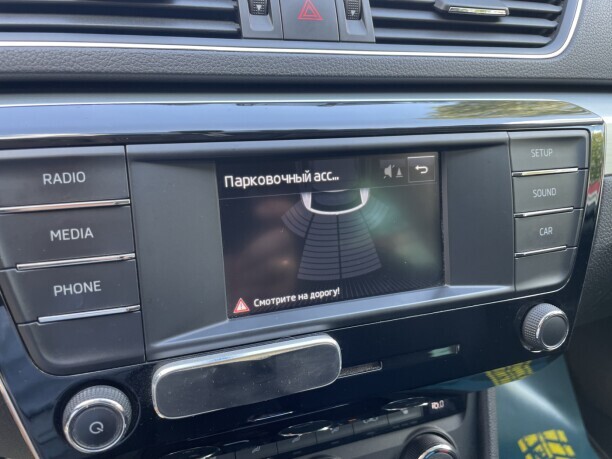 RADIO
MEDIA
PHONE
Парковочный асс...
Смотрите на дорогу!
SETUP
SOUND
CAR